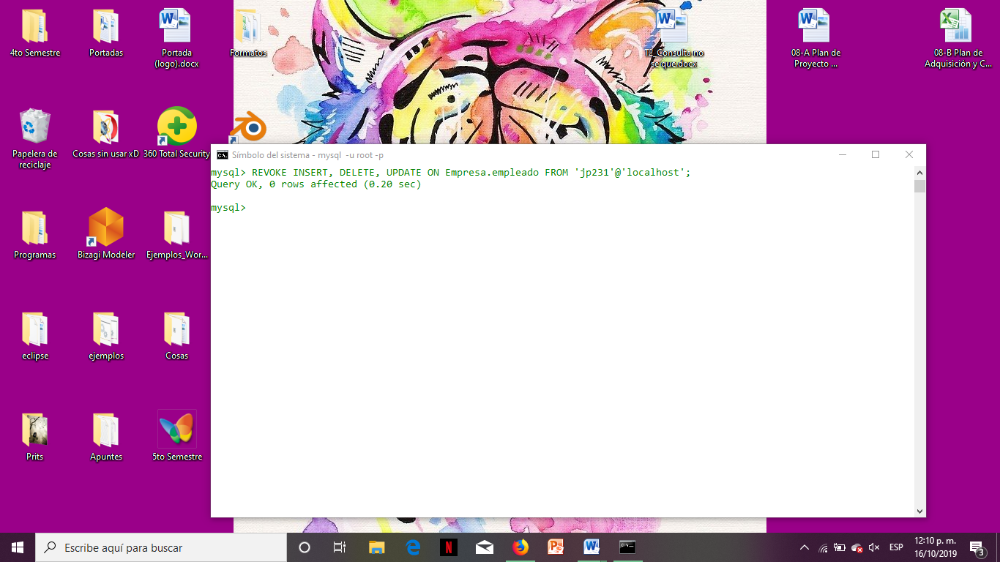 4to Semestre
Portadas
Portada
(logo).docx
Formatos
T2_Consulta no
se que.docx
08-A Plan de
Proyecto ...
08-B Plan de
Adquisición y C...
Papelera de
reciclaje
Cosas sin usar xD
360 Total Security
Símbolo del sistema - mysql -u root -p
mysql> REVOKE INSERT, DELETE, UPDATE ON Empresa.empleado FROM 'jp231'@'localhost';
Query OK, 0 rows affected (0.20 sec)
mysql>
Programas
Bizagi Modeler
Ejemplos_Wor...
eclipse
ejemplos
Cosas
Prits
Apuntes
5to Semestre
Escribe aquí para buscar
ESP
12:10 p. m.
16/10/2019
3